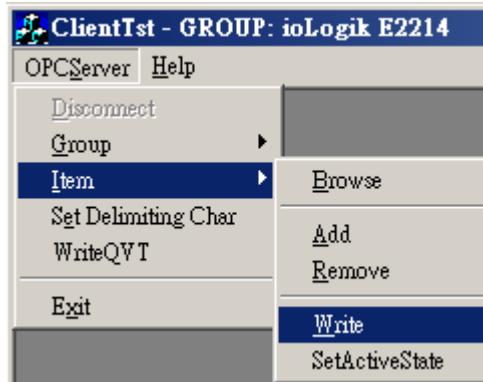 ClientTst - GROUP: ioLogik E2214
OPCServer Help
Disconnect
Group
Item
Set Delimiting Char
WriteQVT
Exit
Browse
Add
Remove
Write
SetActiveState